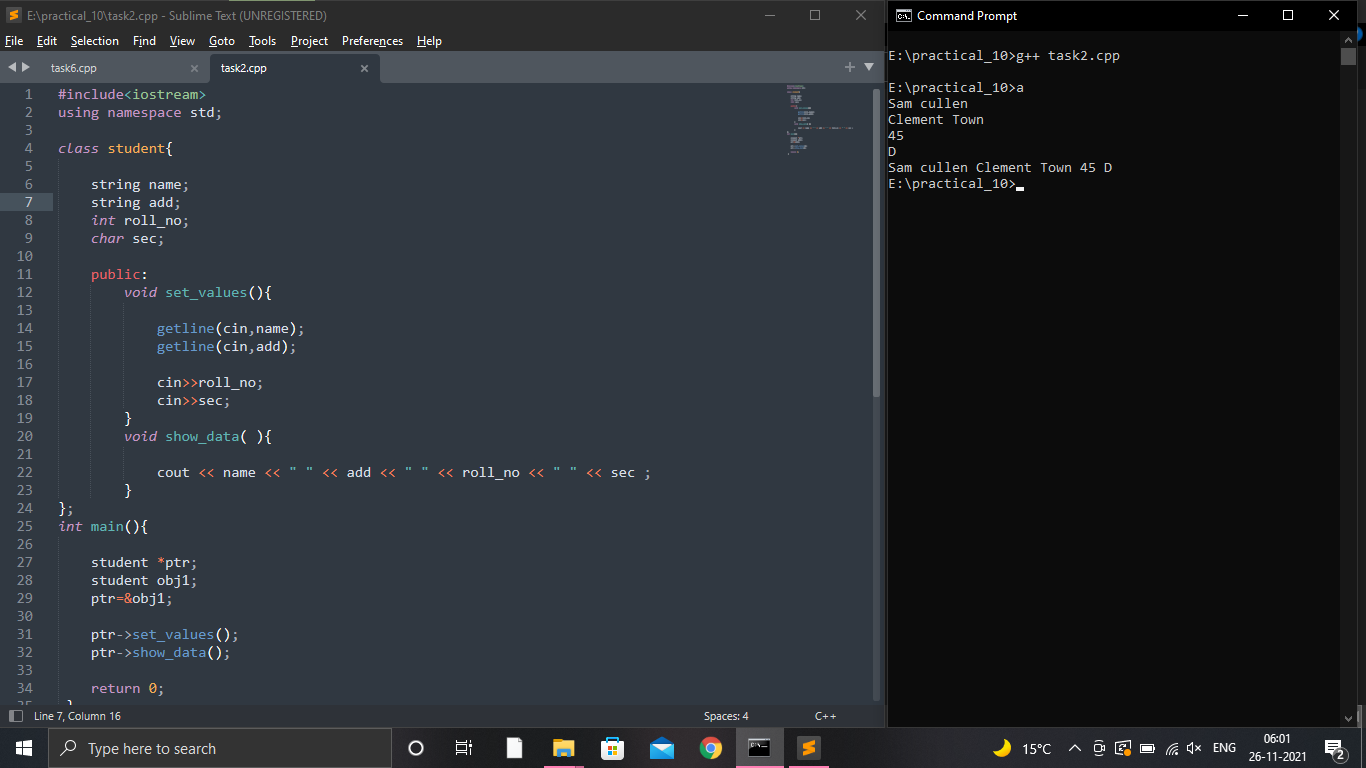 E:\practical_10\task2.cpp - Sublime Text (UNREGISTERED)
File Edit Selection Find View Goto Tools Project Preferences Help
task6.cpp × task2.cpp ×
1 #include<iostream>
2 using namespace std;
3
4 class student{
5
6 string name;
7 string add;
8 int roll_no;
9 char sec;
10
11 public:
12 void set_values(){
13
14 getline(cin,name);
15 getline(cin,add);
16
17 cin>>roll_no;
18 cin>>sec;
19 }
20 void show_data( ){
21
22 cout << name << " " << add << " " << roll_no << " " << sec ;
23 }
24 };
25 int main(){
26
27 student *ptr;
28 student obj1;
29 ptr=&obj1;
30
31 ptr->set_values();
32 ptr->show_data();
33
34 return 0;
Line 7, Column 16
Spaces: 4
C++
Command Prompt
E:\practical_10>g++ task2.cpp
E:\practical_10>a
Sam cullen
Clement Town
45
D
Sam cullen Clement Town 45 D
E:\practical_10>
Type here to search
15°C
ENG
06:01
26-11-2021
2